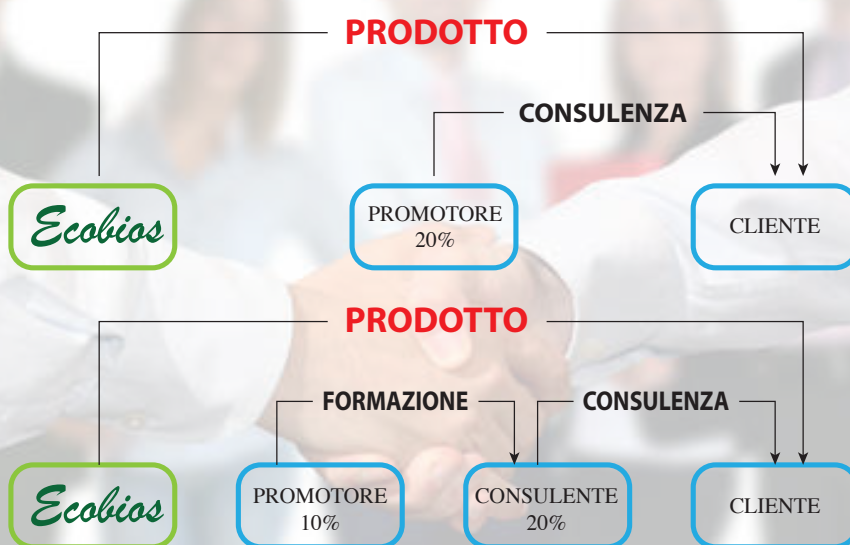 PRODOTTO
CONSULENZA
Ecobios
PROMOTORE
20%
CLIENTE
PRODOTTO
FORMAZIONE
CONSULENZA
Ecobios
PROMOTORE
10%
CONSULENTE
20%
CLIENTE